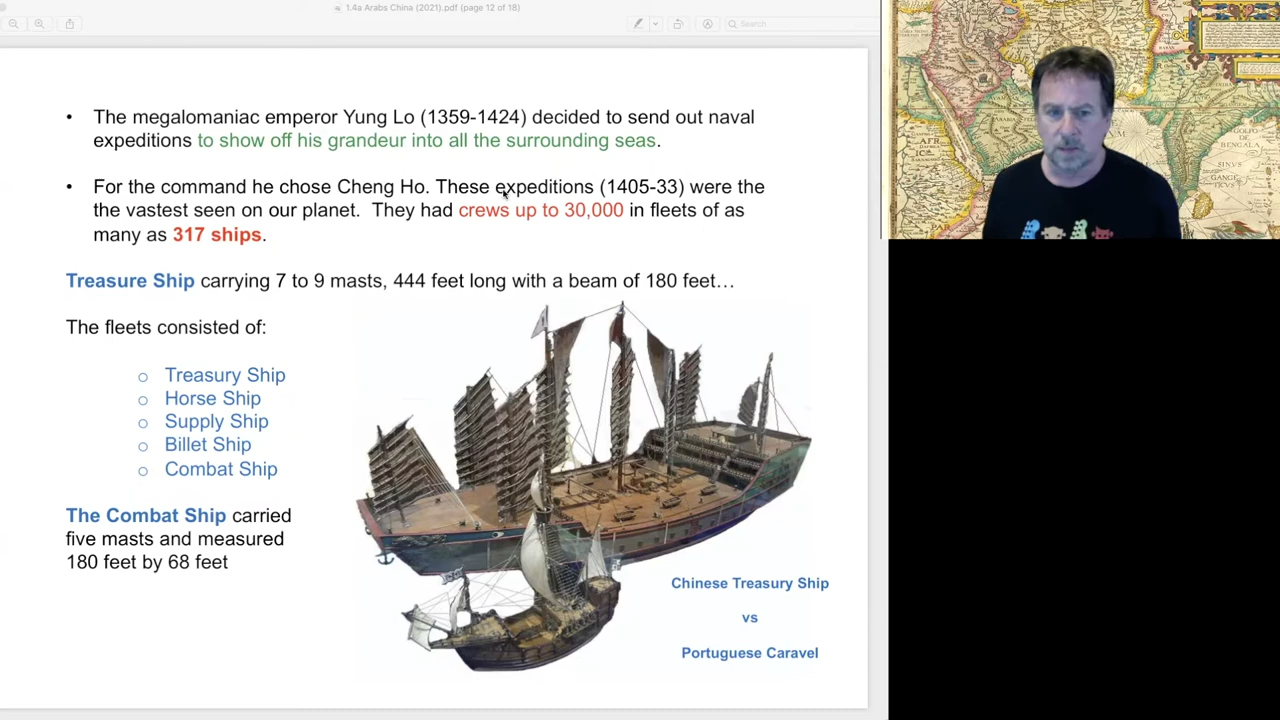 1.4a Arabs China (2021).pdf (page 12 of 18)
Search
• The megalomaniac emperor Yung Lo (1359-1424) decided to send out naval
expeditions to show off his grandeur into all the surrounding seas.
• For the command he chose Cheng Ho. These expeditions (1405-33) were the
the vastest seen on our planet. They had crews up to 30,000 in fleets of as
many as 317 ships.
Treasure Ship carrying 7 to 9 masts, 444 feet long with a beam of 180 feet…
The fleets consisted of:
o Treasury Ship
o Horse Ship
o Supply Ship
o Billet Ship
o Combat Ship
The Combat Ship carried
five masts and measured
180 feet by 68 feet
Chinese Treasury Ship
vs
Portuguese Caravel
GOLFO DE
BENGALA
SINVS
GANGE